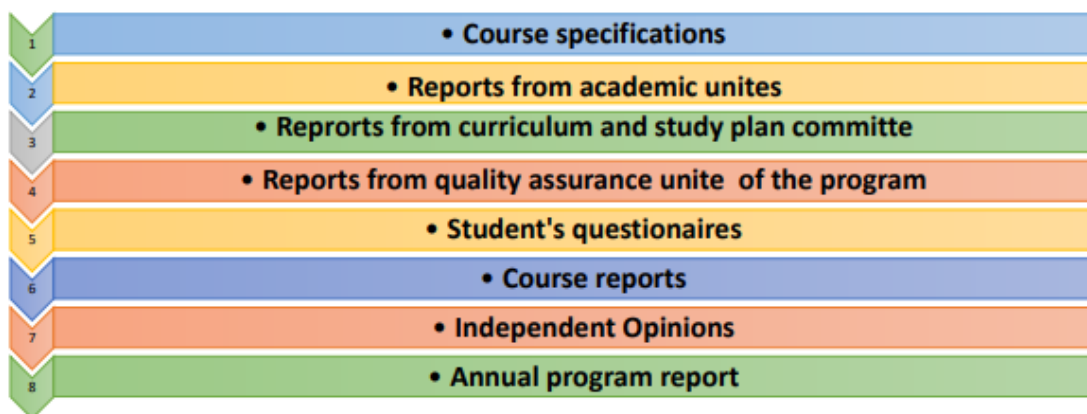 1 • Course specifications
2 • Reports from academic unites
3 • Reprorts from curriculum and study plan committe
4 • Reports from quality assurance unite of the program
5 • Student's questionaires
6 • Course reports
7 • Independent Opinions
8 • Annual program report